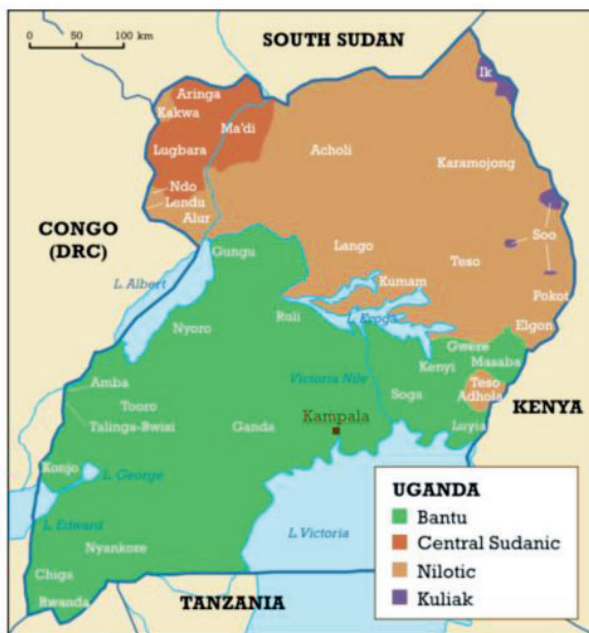 0 50 100 km
SOUTH SUDAN
Ik
Aringa
Kakwa
Ma'di
Lugbara
Acholi
Karamojong
Ndo
Lendu
Alur
CONGO
(DRC)
Soo
Gungu
Lango
Teso
L. Albert
Kumam
Pokot
Nyoro
Ruli
L. Kyoga
Elgon
Gwere
Kenyi
Masaba
Amba
Victoria Nile
Teso
Adhola
Tooro
Soga
KENYA
Talinga-Bwisi
Ganda
Kampala
Luyia
Konjo
L. George
L. Edward
L. Victoria
Nyankore
Chiga
Rwanda
TANZANIA
UGANDA
Bantu
Central Sudanic
Nilotic
Kuliak